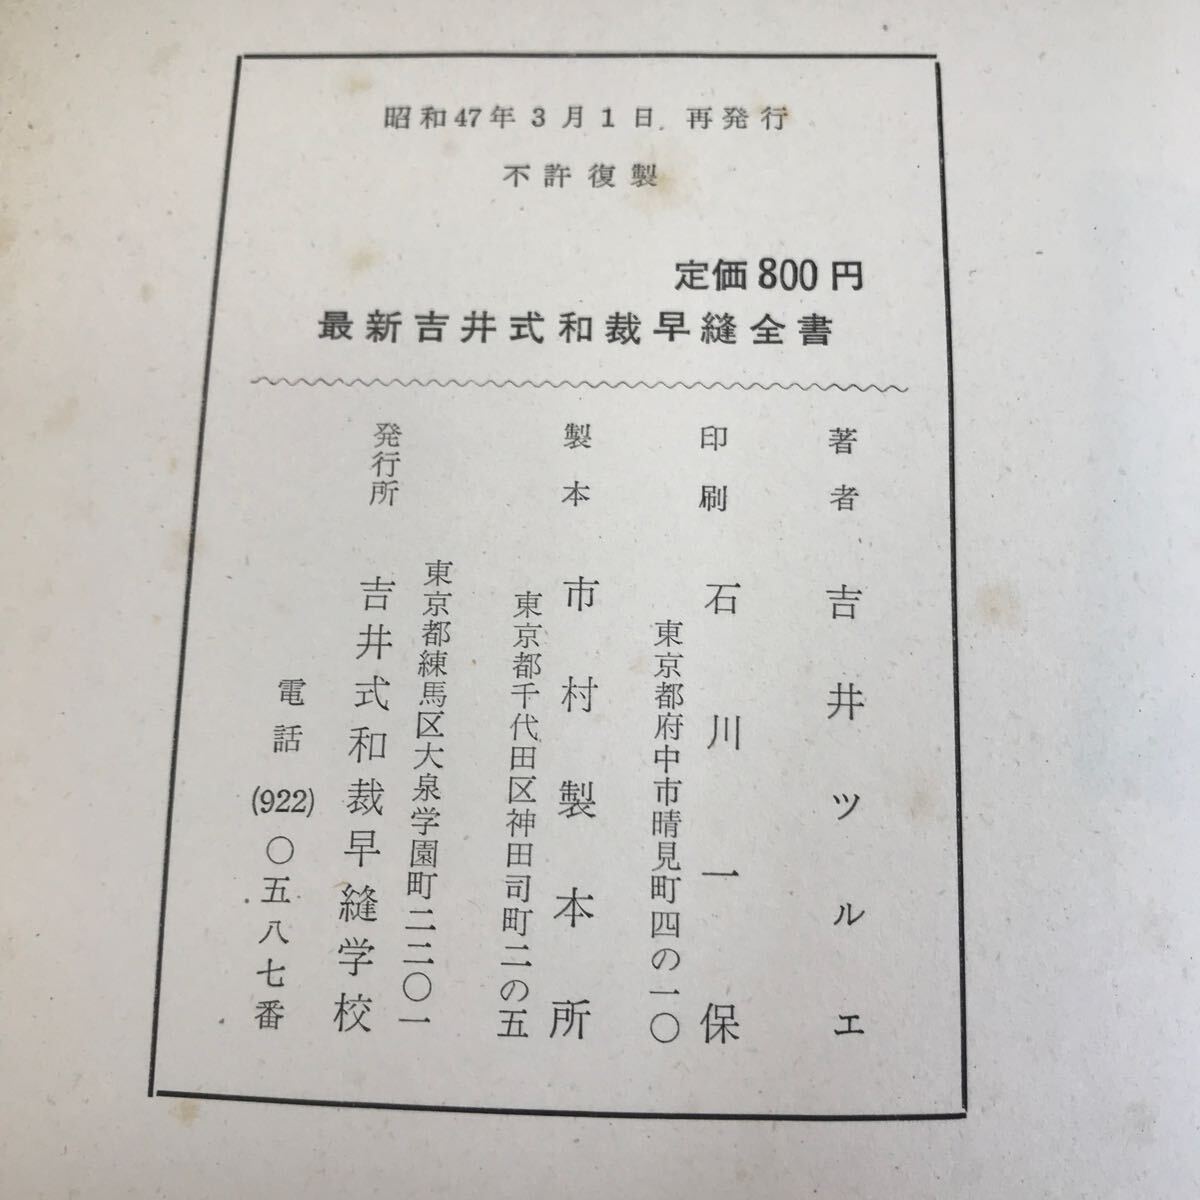 昭和47年3月1日 再発行
不許復製
定価800円
最新吉井式和裁早縫全書
著者 吉井ツルエ
印刷 石川一保
東京都府中市晴見町四の一〇
製本 市村製本所
東京都千代田区神田司町二の五
東京都練馬区大泉学園町二二〇一
発行所 吉井式和裁早縫学校
電話(922)〇五八七番